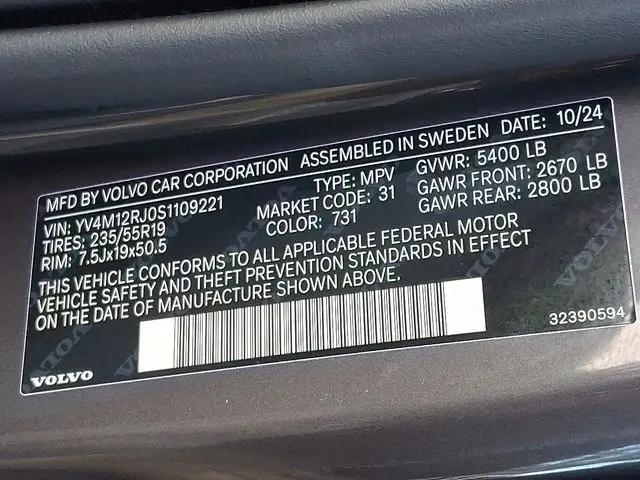 MFD BY VOLVO CAR CORPORATION ASSEMBLED IN SWEDEN DATE: 10/24
VIN: YV4M12RJ0S1109221 TYPE: MPV GVWR: 5400 LB
TIRES: 235/55R19 MARKET CODE: 31 GAWR FRONT: 2670 LB
RIM: 7.5Jx19x50.5 COLOR: 731 GAWR REAR: 2800 LB
THIS VEHICLE CONFORMS TO ALL APPLICABLE FEDERAL MOTOR
VEHICLE SAFETY AND THEFT PREVENTION STANDARDS IN EFFECT
ON THE DATE OF MANUFACTURE SHOWN ABOVE.
32390594
VOLVO